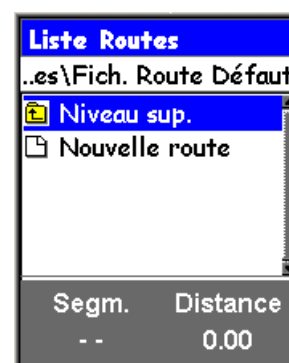 Liste Routes
..es\Fich. Route Défaut
Niveau sup.
Nouvelle route
Segm. Distance
- - 0.00